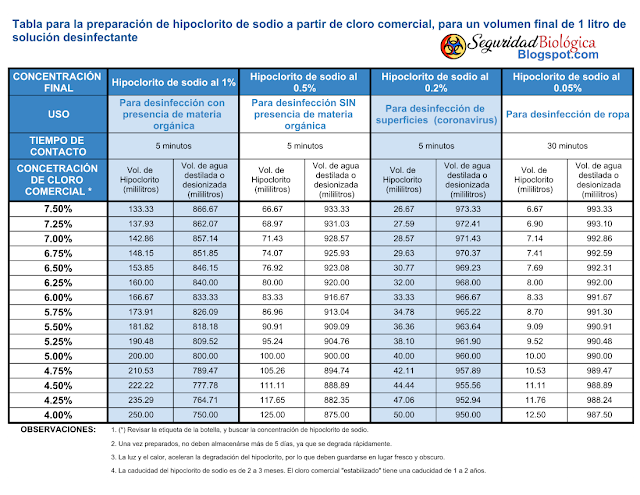 Tabla para la preparación de hipoclorito de sodio a partir de cloro comercial, para un volumen final de 1 litro de
solución desinfectante
SeguridadBiológica
Blogspot.com
CONCENTRACIÓN FINAL Hipoclorito de sodio al 1% Hipoclorito de sodio al 0.5% Hipoclorito de sodio al 0.2% Hipoclorito de sodio al 0.05%
USO Para desinfección con presencia de materia orgánica Para desinfección SIN presencia de materia orgánica Para desinfección de superficies (coronavirus) Para desinfección de ropa
TIEMPO DE CONTACTO 5 minutos 5 minutos 5 minutos 30 minutos
CONCETRACIÓN DE CLORO COMERCIAL * Vol. de Hipoclorito (mililitros) Vol. de agua destilada o desionizada (mililitros) Vol. de Hipoclorito (mililitros) Vol. de agua destilada o desionizada (mililitros) Vol. de Hipoclorito (mililitros) Vol. de agua destilada o desionizada (mililitros) Vol. de Hipoclorito (mililitros) Vol. de agua destilada o desionizada (mililitros)
7.50% 133.33 866.67 66.67 933.33 26.67 973.33 6.67 993.33
7.25% 137.93 862.07 68.97 931.03 27.59 972.41 6.90 993.10
7.00% 142.86 857.14 71.43 928.57 28.57 971.43 7.14 992.86
6.75% 148.15 851.85 74.07 925.93 29.63 970.37 7.41 992.59
6.50% 153.85 846.15 76.92 923.08 30.77 969.23 7.69 992.31
6.25% 160.00 840.00 80.00 920.00 32.00 968.00 8.00 992.00
6.00% 166.67 833.33 83.33 916.67 33.33 966.67 8.33 991.67
5.75% 173.91 826.09 86.96 913.04 34.78 965.22 8.70 991.30
5.50% 181.82 818.18 90.91 909.09 36.36 963.64 9.09 990.91
5.25% 190.48 809.52 95.24 904.76 38.10 961.90 9.52 990.48
5.00% 200.00 800.00 100.00 900.00 40.00 960.00 10.00 990.00
4.75% 210.53 789.47 105.26 894.74 42.11 957.89 10.53 989.47
4.50% 222.22 777.78 111.11 888.89 44.44 955.56 11.11 988.89
4.25% 235.29 764.71 117.65 882.35 47.06 952.94 11.76 988.24
4.00% 250.00 750.00 125.00 875.00 50.00 950.00 12.50 987.50
OBSERVACIONES: 1. (*) Revisar la etiqueta de la botella, y buscar la concentración de hipoclorito de sodio.
2. Una vez preparados, no deben almacenarse más de 5 días, ya que se degrada rápidamente.
3. La luz y el calor, aceleran la degradación del hipoclorito, por lo que deben guardarse en lugar fresco y obscuro.
4. La caducidad del hipoclorito de sodio es de 2 a 3 meses. El cloro comercial "estabilizado" tiene una caducidad de 1 a 2 años.